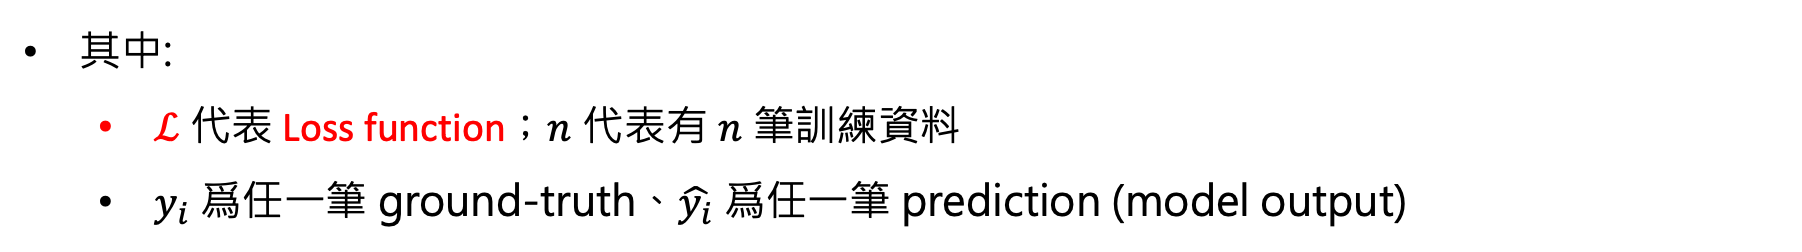 • 其中:
• ℒ 代表 Loss function；n 代表有 n 筆訓練資料
• yᵢ 爲任一筆 ground-truth、ŷᵢ 爲任一筆 prediction (model output)